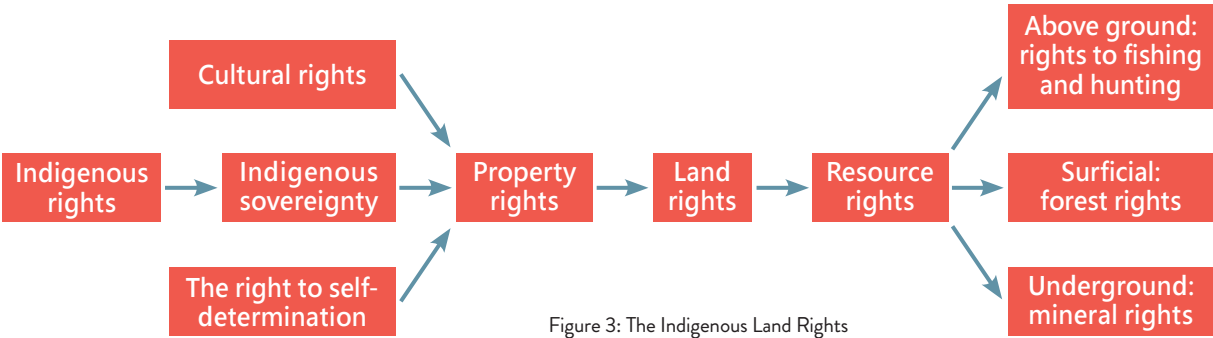 Cultural rights
Indigenous
rights
Indigenous
sovereignty
The right to self-
determination
Property
rights
Land
rights
Resource
rights
Above ground:
rights to fishing
and hunting
Surficial:
forest rights
Underground:
mineral rights
Figure 3: The Indigenous Land Rights